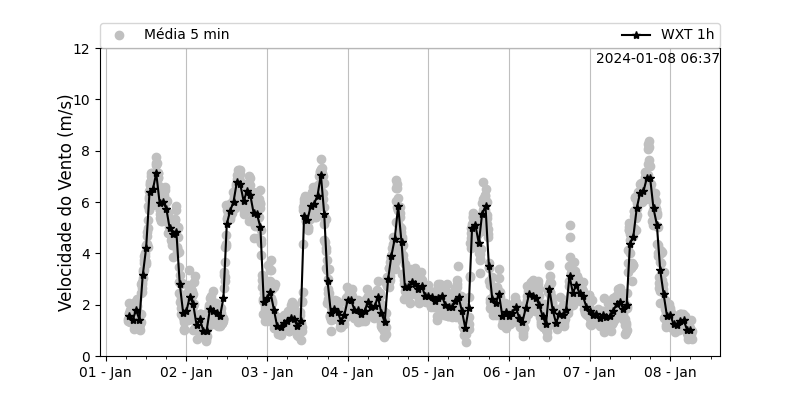 Média 5 min
WXT 1h
2024-01-08 06:37
12
10
8
6
4
2
0
Velocidade do Vento (m/s)
01 - Jan
02 - Jan
03 - Jan
04 - Jan
05 - Jan
06 - Jan
07 - Jan
08 - Jan